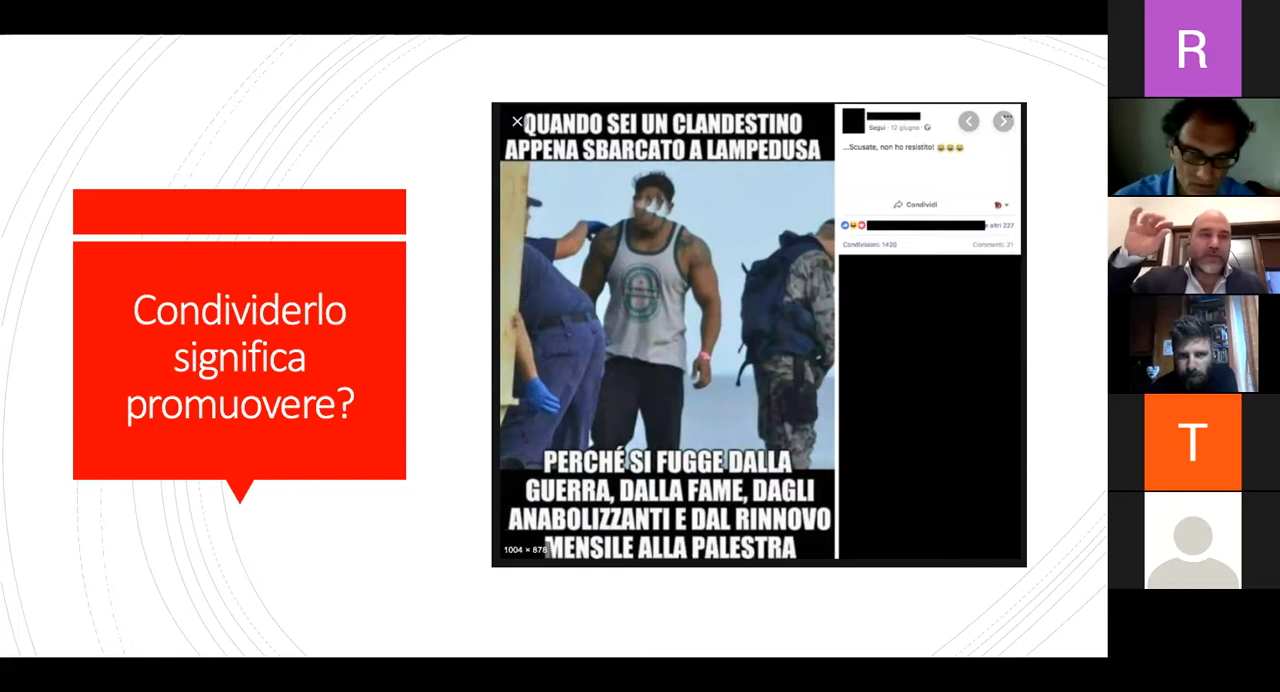 Condividerlo
significa
promuovere?
QUANDO SEI UN CLANDESTINO
APPENA SBARCATO A LAMPEDUSA
PERCHÉ SI FUGGE DALLA
GUERRA, DALLA FAME, DAGLI
ANABOLIZZANTI E DAL RINNOVO
MENSILE ALLA PALESTRA
1004 × 878
Segui · 12 giugno ·
...Scusate, non ho resistito! 😂😂😂
Condividi
e altri 227
Condivisioni: 1420 Commenti: 21
R
T